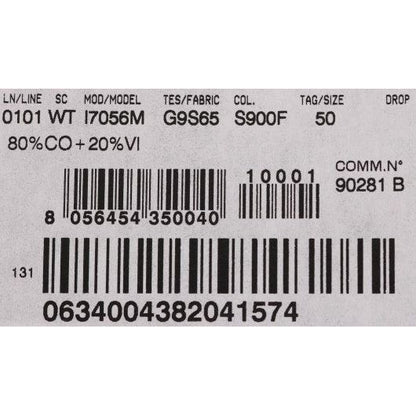 LN/LINE SC MOD/MODEL TES/FABRIC COL. TAG/SIZE DROP
0101 WT I7056M G9S65 S900F 50
80%CO+20%VI
10001
COMM.N°
90281 B
8 056454 350040
131
0634004382041574